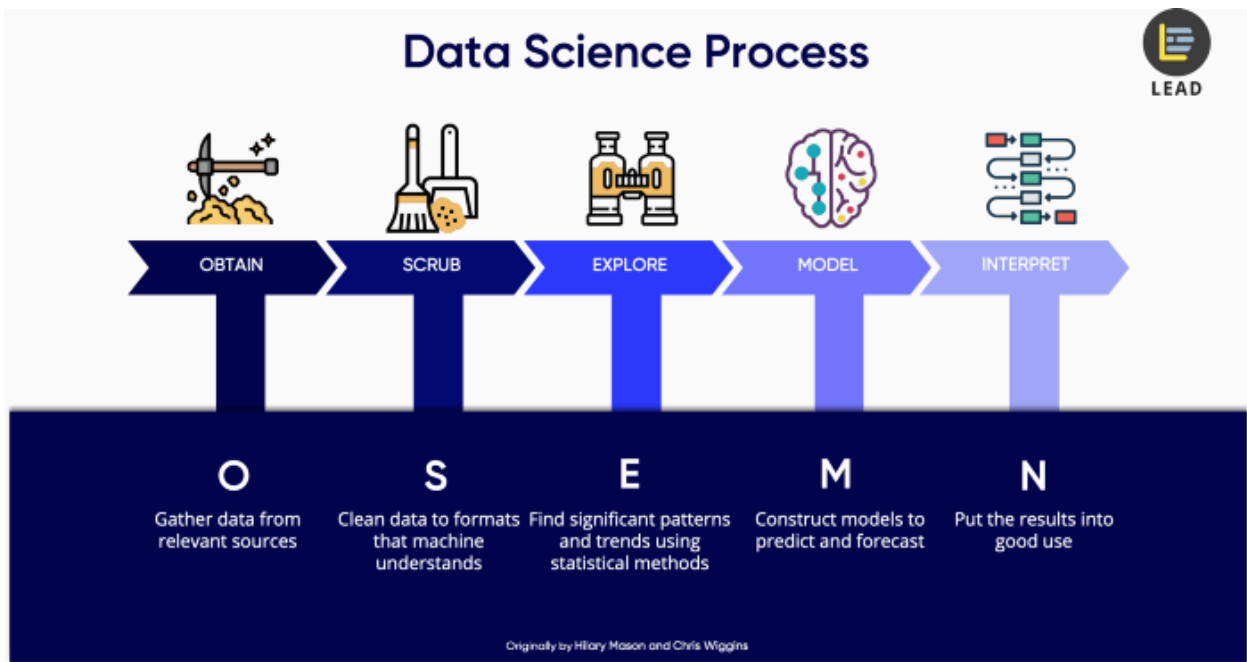 Data Science Process
LEAD
OBTAIN
SCRUB
EXPLORE
MODEL
INTERPRET
O
Gather data from
relevant sources
S
Clean data to formats
that machine
understands
E
Find significant patterns
and trends using
statistical methods
M
Construct models to
predict and forecast
N
Put the results into
good use
Originally by Hilary Mason and Chris Wiggins